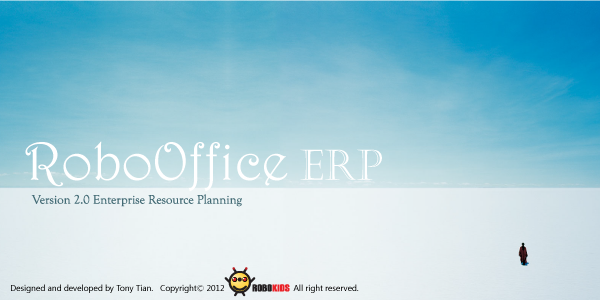 RoboOffice ERP
Version 2.0 Enterprise Resource Planning
Designed and developed by Tony Tian. Copyright© 2012 ROBOKIDS All rights reserved.